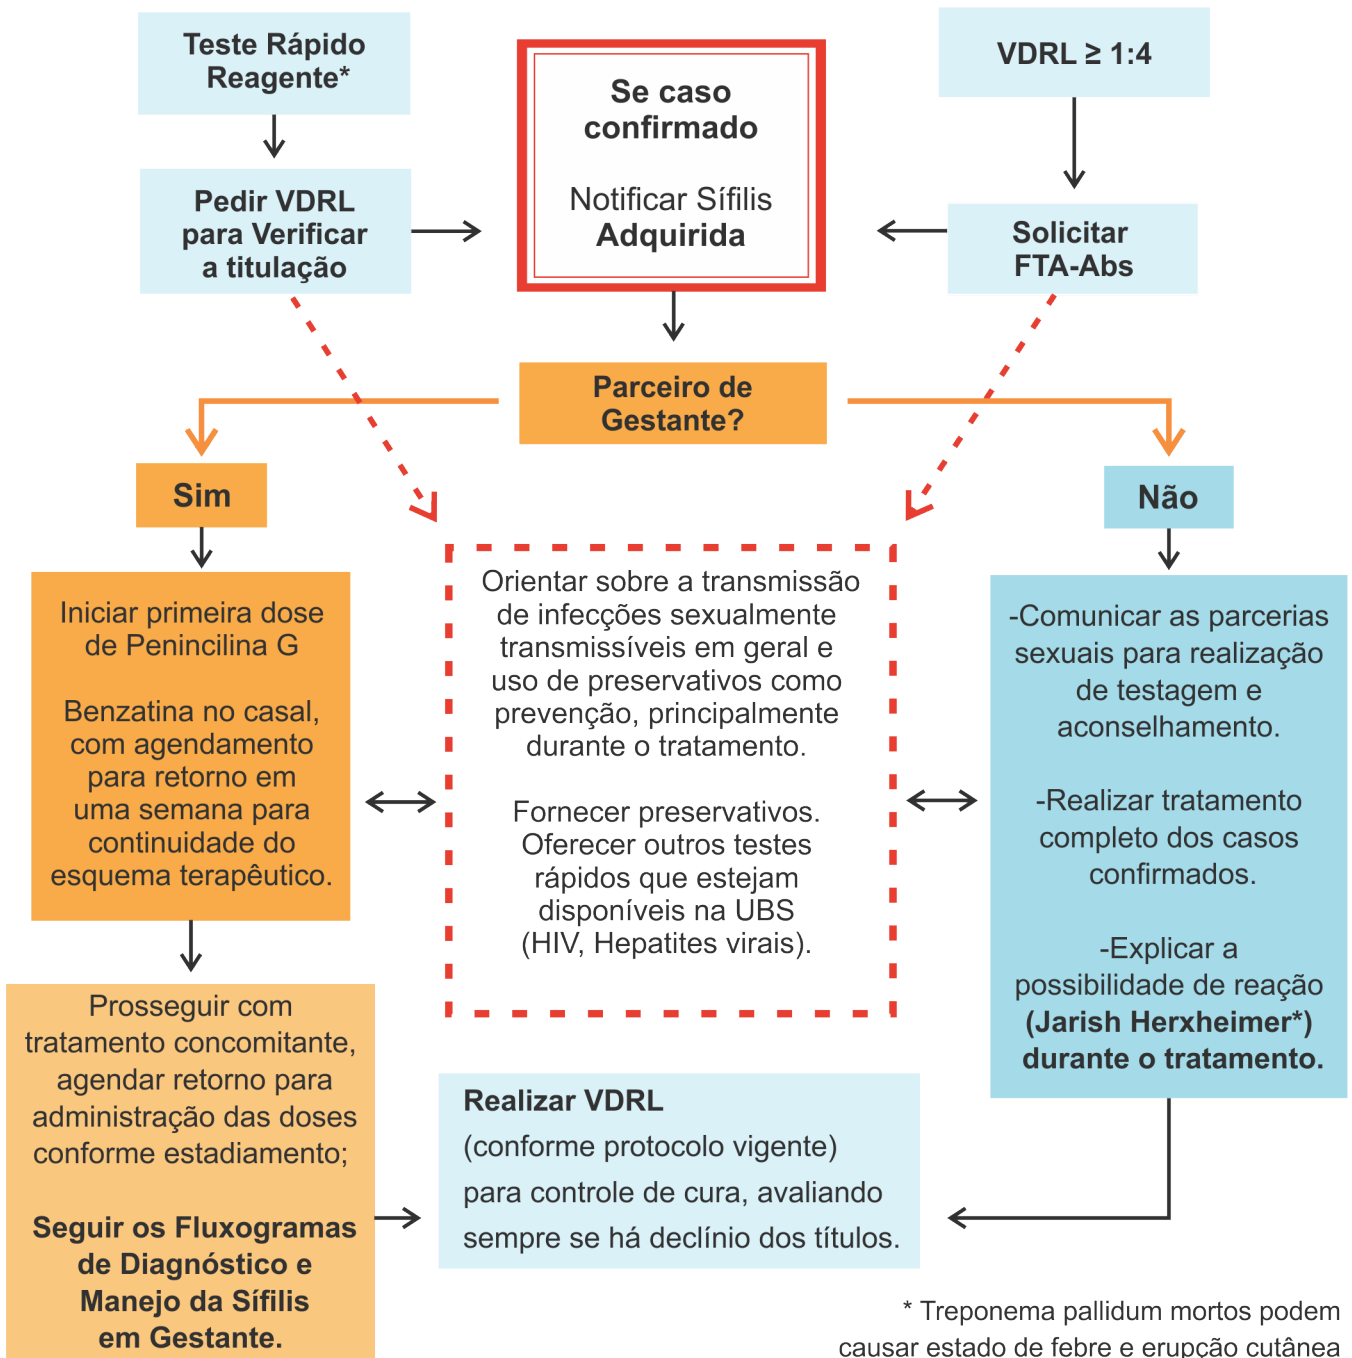 Teste Rápido
Reagente*
Pedir VDRL
para Verificar
a titulação
Se caso
confirmado
Notificar Sífilis
Adquirida
VDRL ≥ 1:4
Solicitar
FTA-Abs
Parceiro de
Gestante?
Sim
Não
Iniciar primeira dose
de Penincilina G
Benzatina no casal,
com agendamento
para retorno em
uma semana para
continuidade do
esquema terapêutico.
Orientar sobre a transmissão
de infecções sexualmente
transmissíveis em geral e
uso de preservativos como
prevenção, principalmente
durante o tratamento.
Fornecer preservativos.
Oferecer outros testes
rápidos que estejam
disponíveis na UBS
(HIV, Hepatites virais).
-Comunicar as parcerias
sexuais para realização
de testagem e
aconselhamento.
-Realizar tratamento
completo dos casos
confirmados.
-Explicar a
possibilidade de reação
(Jarish Herxheimer*)
durante o tratamento.
Prosseguir com
tratamento concomitante,
agendar retorno para
administração das doses
conforme estadiamento;
Seguir os Fluxogramas
de Diagnóstico e
Manejo da Sífilis
em Gestante.
Realizar VDRL
(conforme protocolo vigente)
para controle de cura, avaliando
sempre se há declínio dos títulos.
* Treponema pallidum mortos podem
causar estado de febre e erupção cutânea